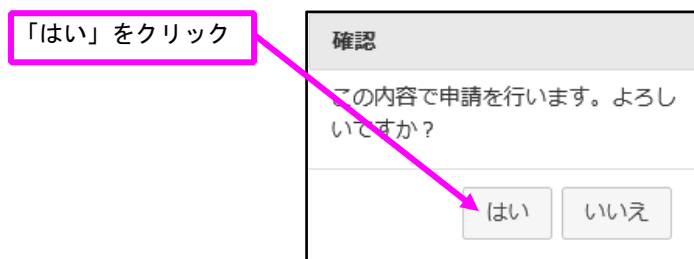 「はい」をクリック
確認
この内容で申請を行います。よろし
いですか？
はい
いいえ